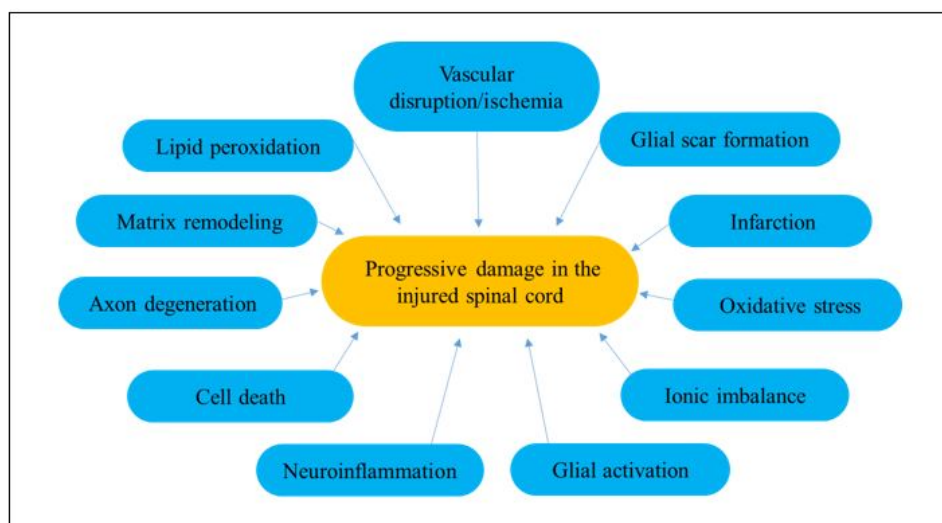 Vascular
disruption/ischemia
Lipid peroxidation
Glial scar formation
Matrix remodeling
Infarction
Progressive damage in the
injured spinal cord
Axon degeneration
Oxidative stress
Cell death
Ionic imbalance
Neuroinflammation
Glial activation